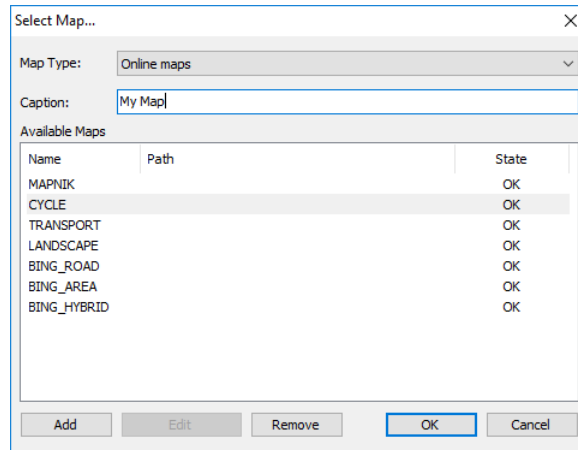 Select Map...
Map Type: Online maps
Caption: My Map
Available Maps
Name Path State
MAPNIK OK
CYCLE OK
TRANSPORT OK
LANDSCAPE OK
BING_ROAD OK
BING_AREA OK
BING_HYBRID OK
Add Edit Remove OK Cancel